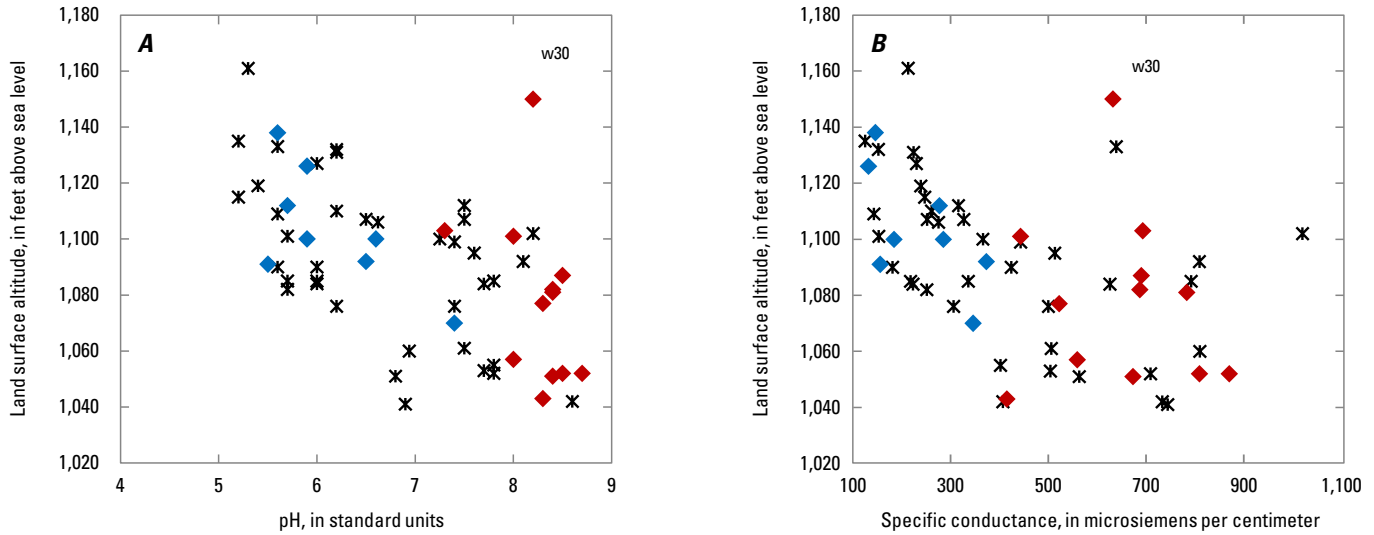 A
w30
Land surface altitude, in feet above sea level
1,180
1,160
1,140
1,120
1,100
1,080
1,060
1,040
1,020
4 5 6 7 8 9
pH, in standard units
B
w30
Land surface altitude, in feet above sea level
1,180
1,160
1,140
1,120
1,100
1,080
1,060
1,040
1,020
100 300 500 700 900 1,100
Specific conductance, in microsiemens per centimeter